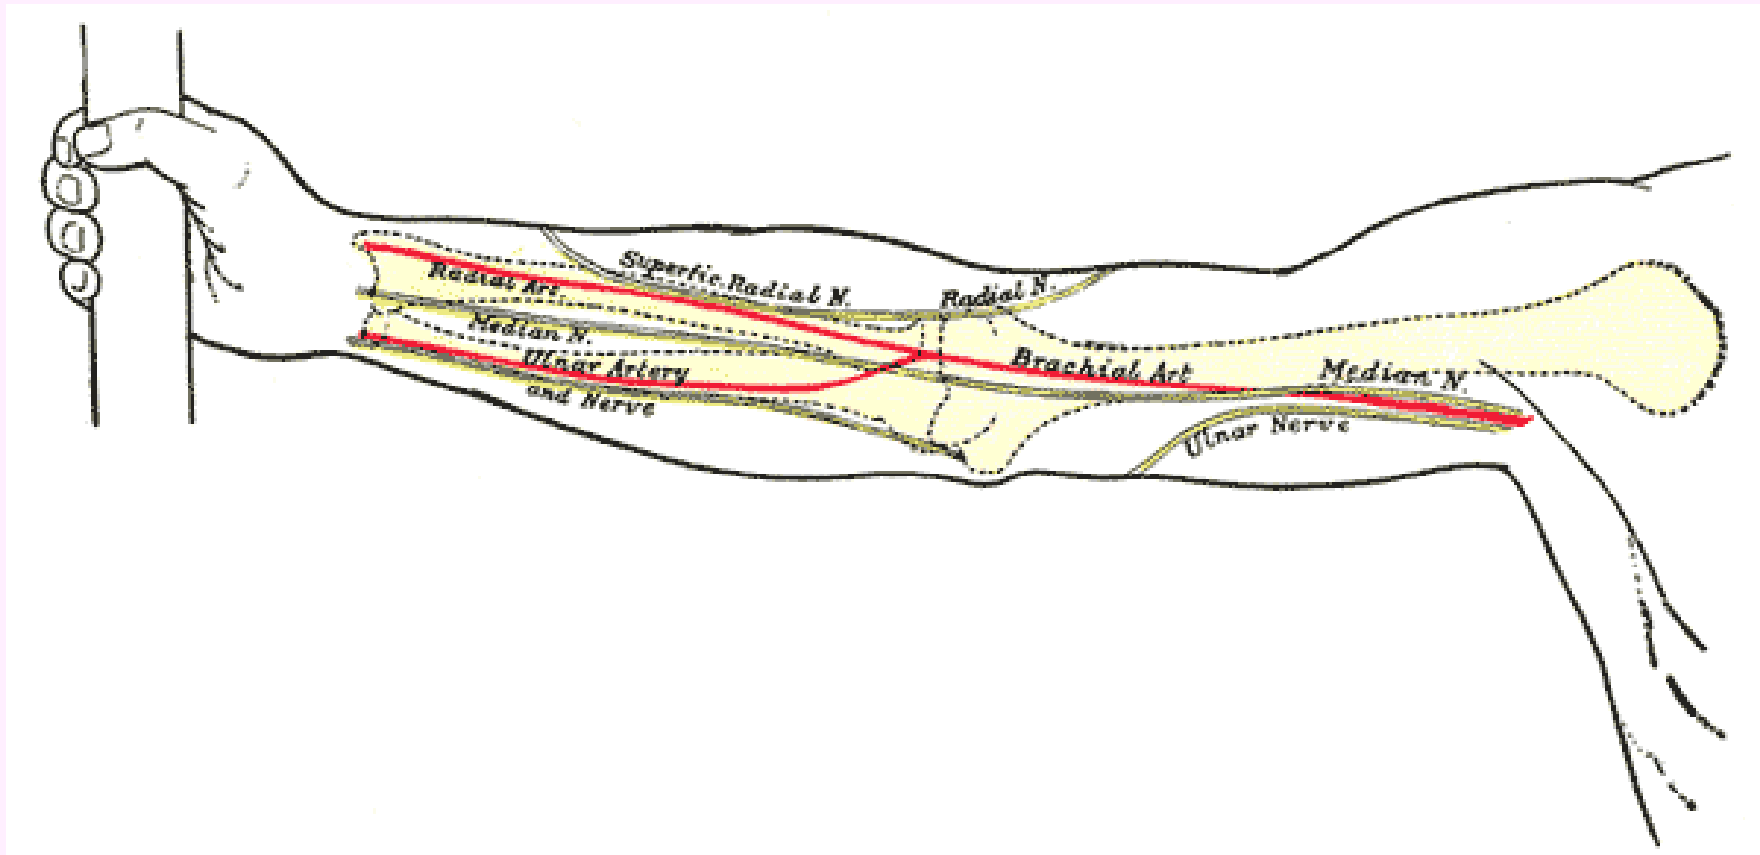 Superfic. Radial N.
Radial N.
Radial Art.
Median N.
Ulnar Artery
and Nerve
Brachial Art
Median N.
Ulnar Nerve